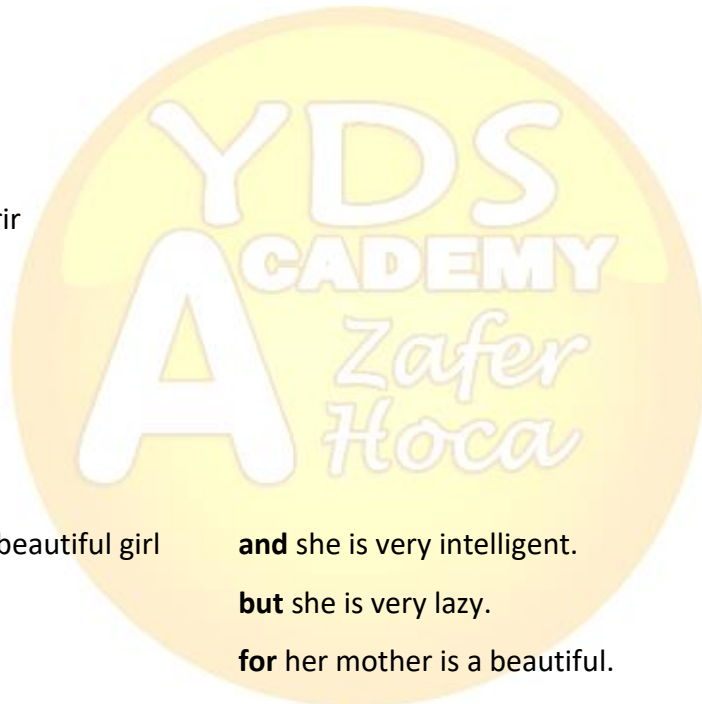 YDS
ACADEMY
Zafer
Hoca
rir
beautiful girl and she is very intelligent.
but she is very lazy.
for her mother is a beautiful.